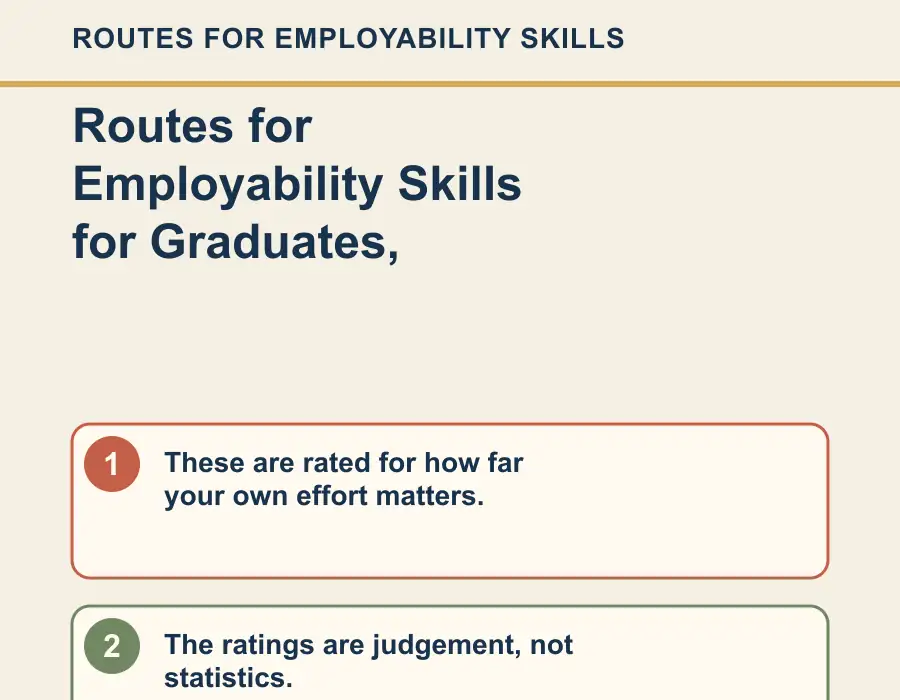 ROUTES FOR EMPLOYABILITY SKILLS
Routes for
Employability Skills
for Graduates,
1
These are rated for how far
your own effort matters.
2
The ratings are judgement, not
statistics.